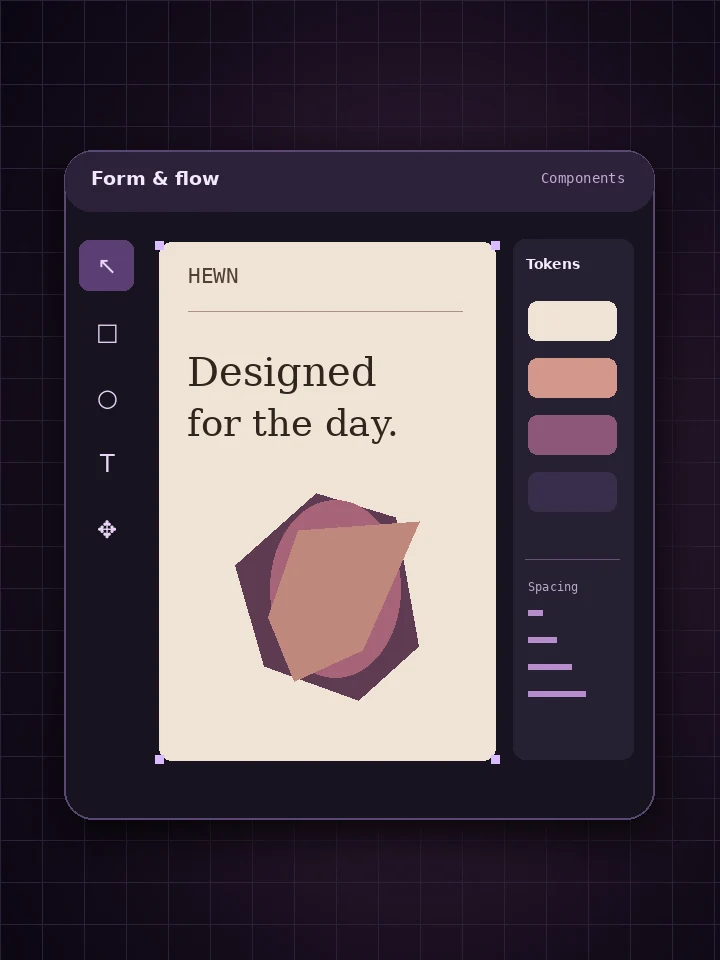 Form & flow
Components
HEWN
Designed
for the day.
T
Tokens
Spacing